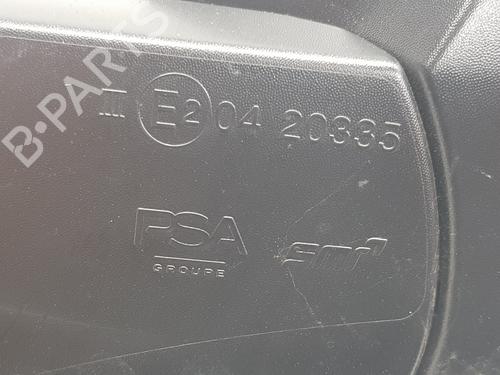 B-PARTS
III E2 04 20335
PSA
GROUPE
smr